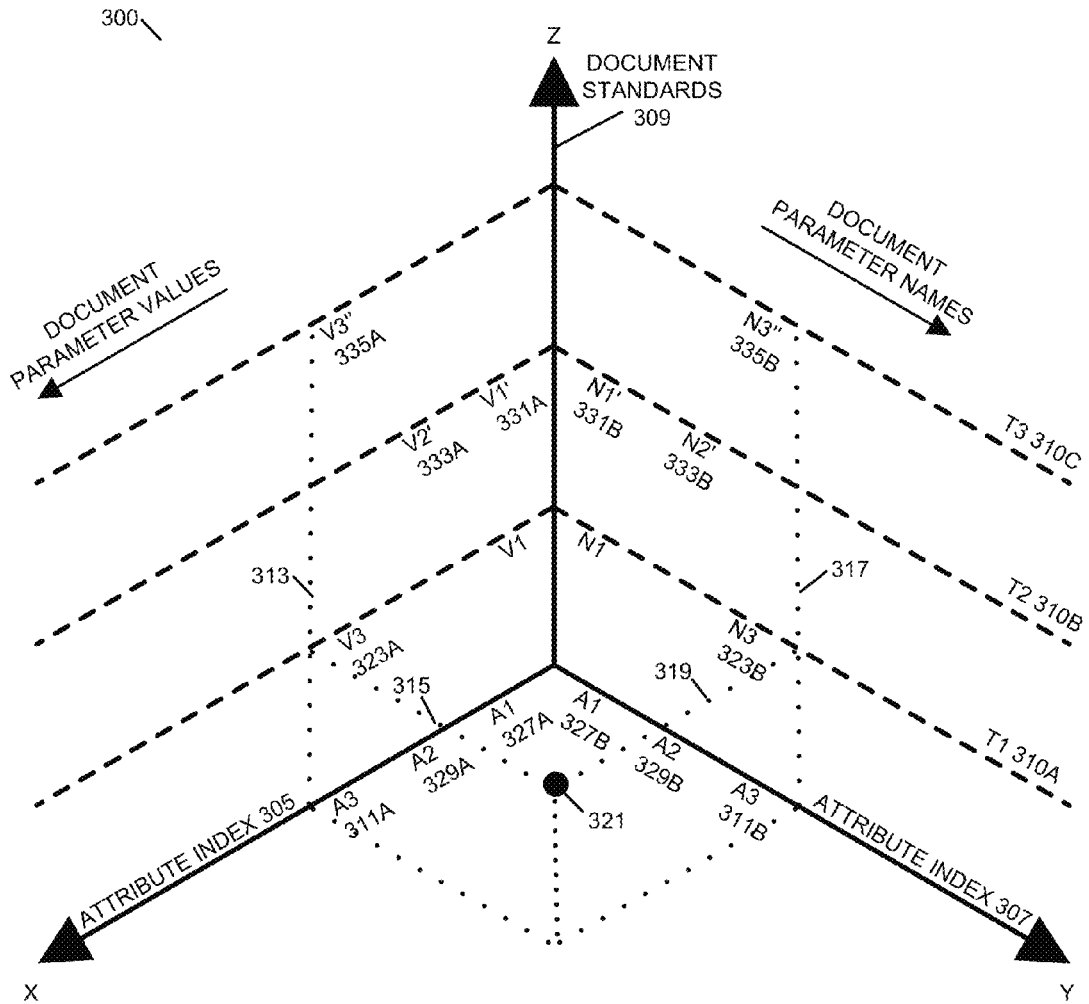 300
Z
DOCUMENT
STANDARDS
309
DOCUMENT
PARAMETER VALUES
DOCUMENT
PARAMETER NAMES
V3"
335A
N3"
335B
V1'
331A
N1'
331B
V2'
333A
N2'
333B
T3 310C
V1
N1
313
317
T2 310B
V3
323A
N3
323B
315
319
A1
327A
A1
327B
A2
329A
A2
329B
T1 310A
A3
311A
321
A3
311B
ATTRIBUTE INDEX 305
ATTRIBUTE INDEX 307
X
Y